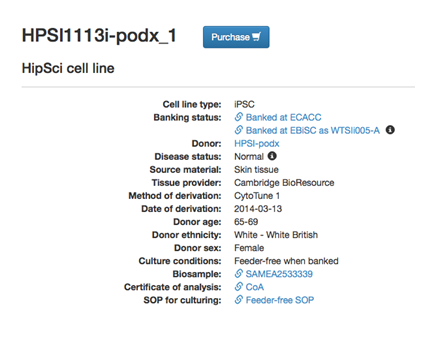 HPSI1113i-podx_1
Purchase
HipSci cell line
Cell line type: iPSC
Banking status: Banked at ECACC
Banked at EBiSC as WTSIi005-A
Donor: HPSI-podx
Disease status: Normal
Source material: Skin tissue
Tissue provider: Cambridge BioResource
Method of derivation: CytoTune 1
Date of derivation: 2014-03-13
Donor age: 65-69
Donor ethnicity: White - White British
Donor sex: Female
Culture conditions: Feeder-free when banked
Biosample: SAMEA2533339
Certificate of analysis: CoA
SOP for culturing: Feeder-free SOP